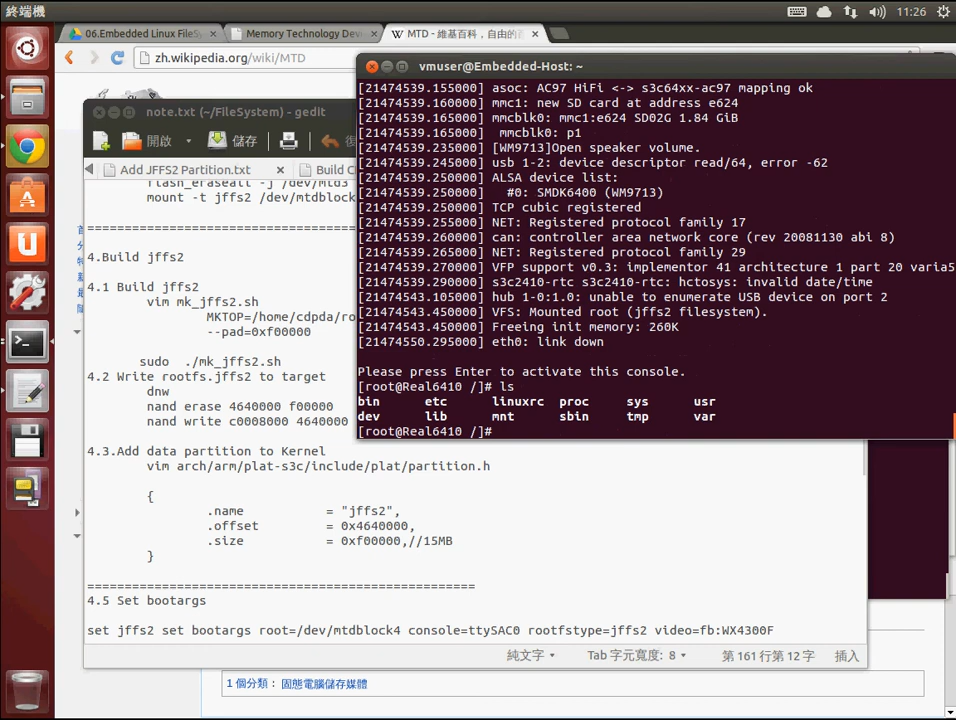 終端機
11:26
06.Embedded Linux FileSy
Memory Technology Dev
MTD - 維基百科，自由的百
zh.wikipedia.org/wiki/MTD
vmuser@Embedded-Host: ~
[21474539.155000] asoc: AC97 HiFi <-> s3c64xx-ac97 mapping ok
[21474539.160000] mmc1: new SD card at address e624
[21474539.165000] mmcblk0: mmc1:e624 SD02G 1.84 GiB
[21474539.165000]  mmcblk0: p1
[21474539.235000] [WM9713]Open speaker volume.
[21474539.245000] usb 1-2: device descriptor read/64, error -62
[21474539.250000] ALSA device list:
[21474539.250000]   #0: SMDK6400 (WM9713)
[21474539.250000] TCP cubic registered
[21474539.255000] NET: Registered protocol family 17
[21474539.260000] can: controller area network core (rev 20081130 abi 8)
[21474539.265000] NET: Registered protocol family 29
[21474539.270000] VFP support v0.3: implementor 41 architecture 1 part 20 varia5
[21474539.290000] s3c2410-rtc s3c2410-rtc: hctosys: invalid date/time
[21474543.105000] hub 1-0:1.0: unable to enumerate USB device on port 2
[21474543.450000] VFS: Mounted root (jffs2 filesystem).
[21474543.450000] Freeing init memory: 260K
[21474550.295000] eth0: link down
Please press Enter to activate this console.
[root@Real6410 /]# ls
bin etc linuxrc proc sys usr
dev lib mnt sbin tmp var
[root@Real6410 /]#
note.txt (~/FileSystem) - gedit
開啟 儲存 復
Add JFFS2 Partition.txt
Build C
flash_eraseall -j /dev/mtd3
mount -t jffs2 /dev/mtdblock
4.Build jffs2
4.1 Build jffs2
vim mk_jffs2.sh
MKTOP=/home/cdpda/ro
--pad=0xf00000
sudo  ./mk_jffs2.sh
4.2 Write rootfs.jffs2 to target
dnw
nand erase 4640000 f00000
nand write c0008000 4640000
4.3.Add data partition to Kernel
vim arch/arm/plat-s3c/include/plat/partition.h
{
.name = "jffs2",
.offset = 0x4640000,
.size = 0xf00000,//15MB
}
===================================================
4.5 Set bootargs
set jffs2 set bootargs root=/dev/mtdblock4 console=ttySAC0 rootfstype=jffs2 video=fb:WX4300F
純文字 Tab 字元寬度: 8 第 161 行第 12 字 插入
1 個分類： 固態電腦儲存媒體